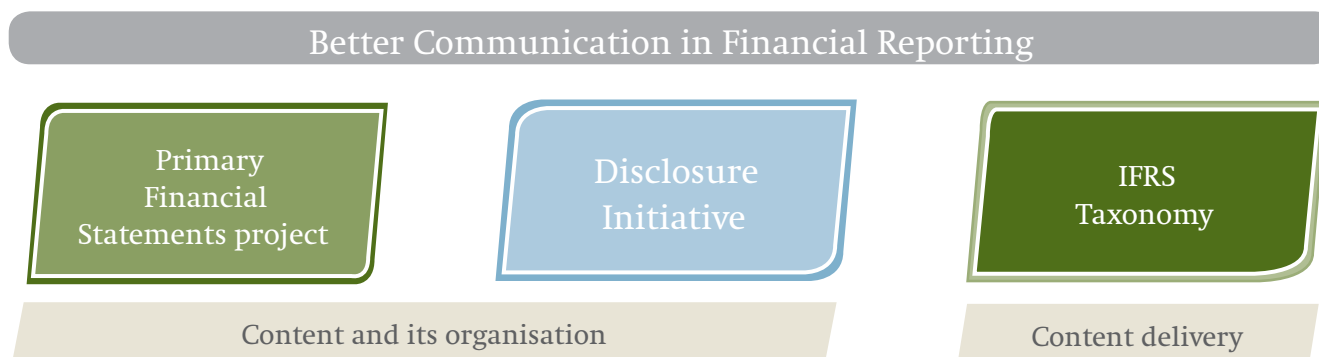 Better Communication in Financial Reporting
Primary
Financial
Statements project
Disclosure
Initiative
IFRS
Taxonomy
Content and its organisation
Content delivery